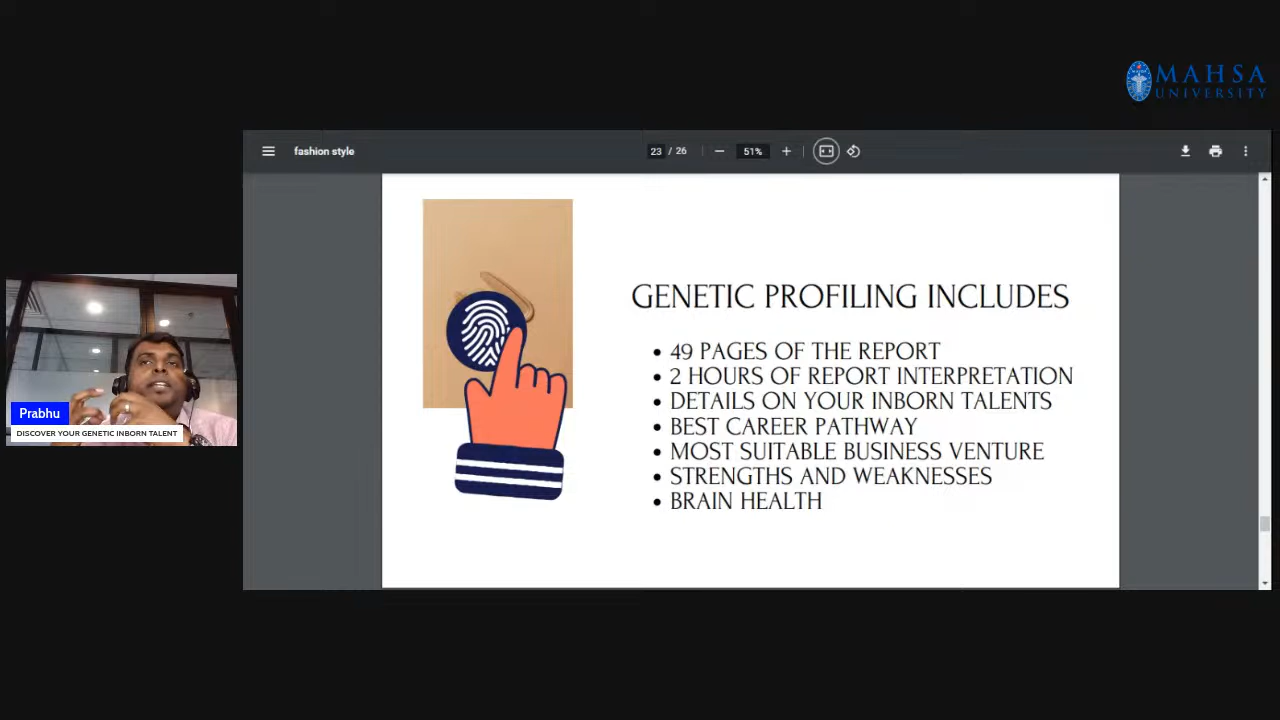 MAHSA
UNIVERSITY
fashion style
23 / 26
51%
GENETIC PROFILING INCLUDES
• 49 PAGES OF THE REPORT
• 2 HOURS OF REPORT INTERPRETATION
• DETAILS ON YOUR INBORN TALENTS
• BEST CAREER PATHWAY
• MOST SUITABLE BUSINESS VENTURE
• STRENGTHS AND WEAKNESSES
• BRAIN HEALTH
Prabhu
DISCOVER YOUR GENETIC INBORN TALENT